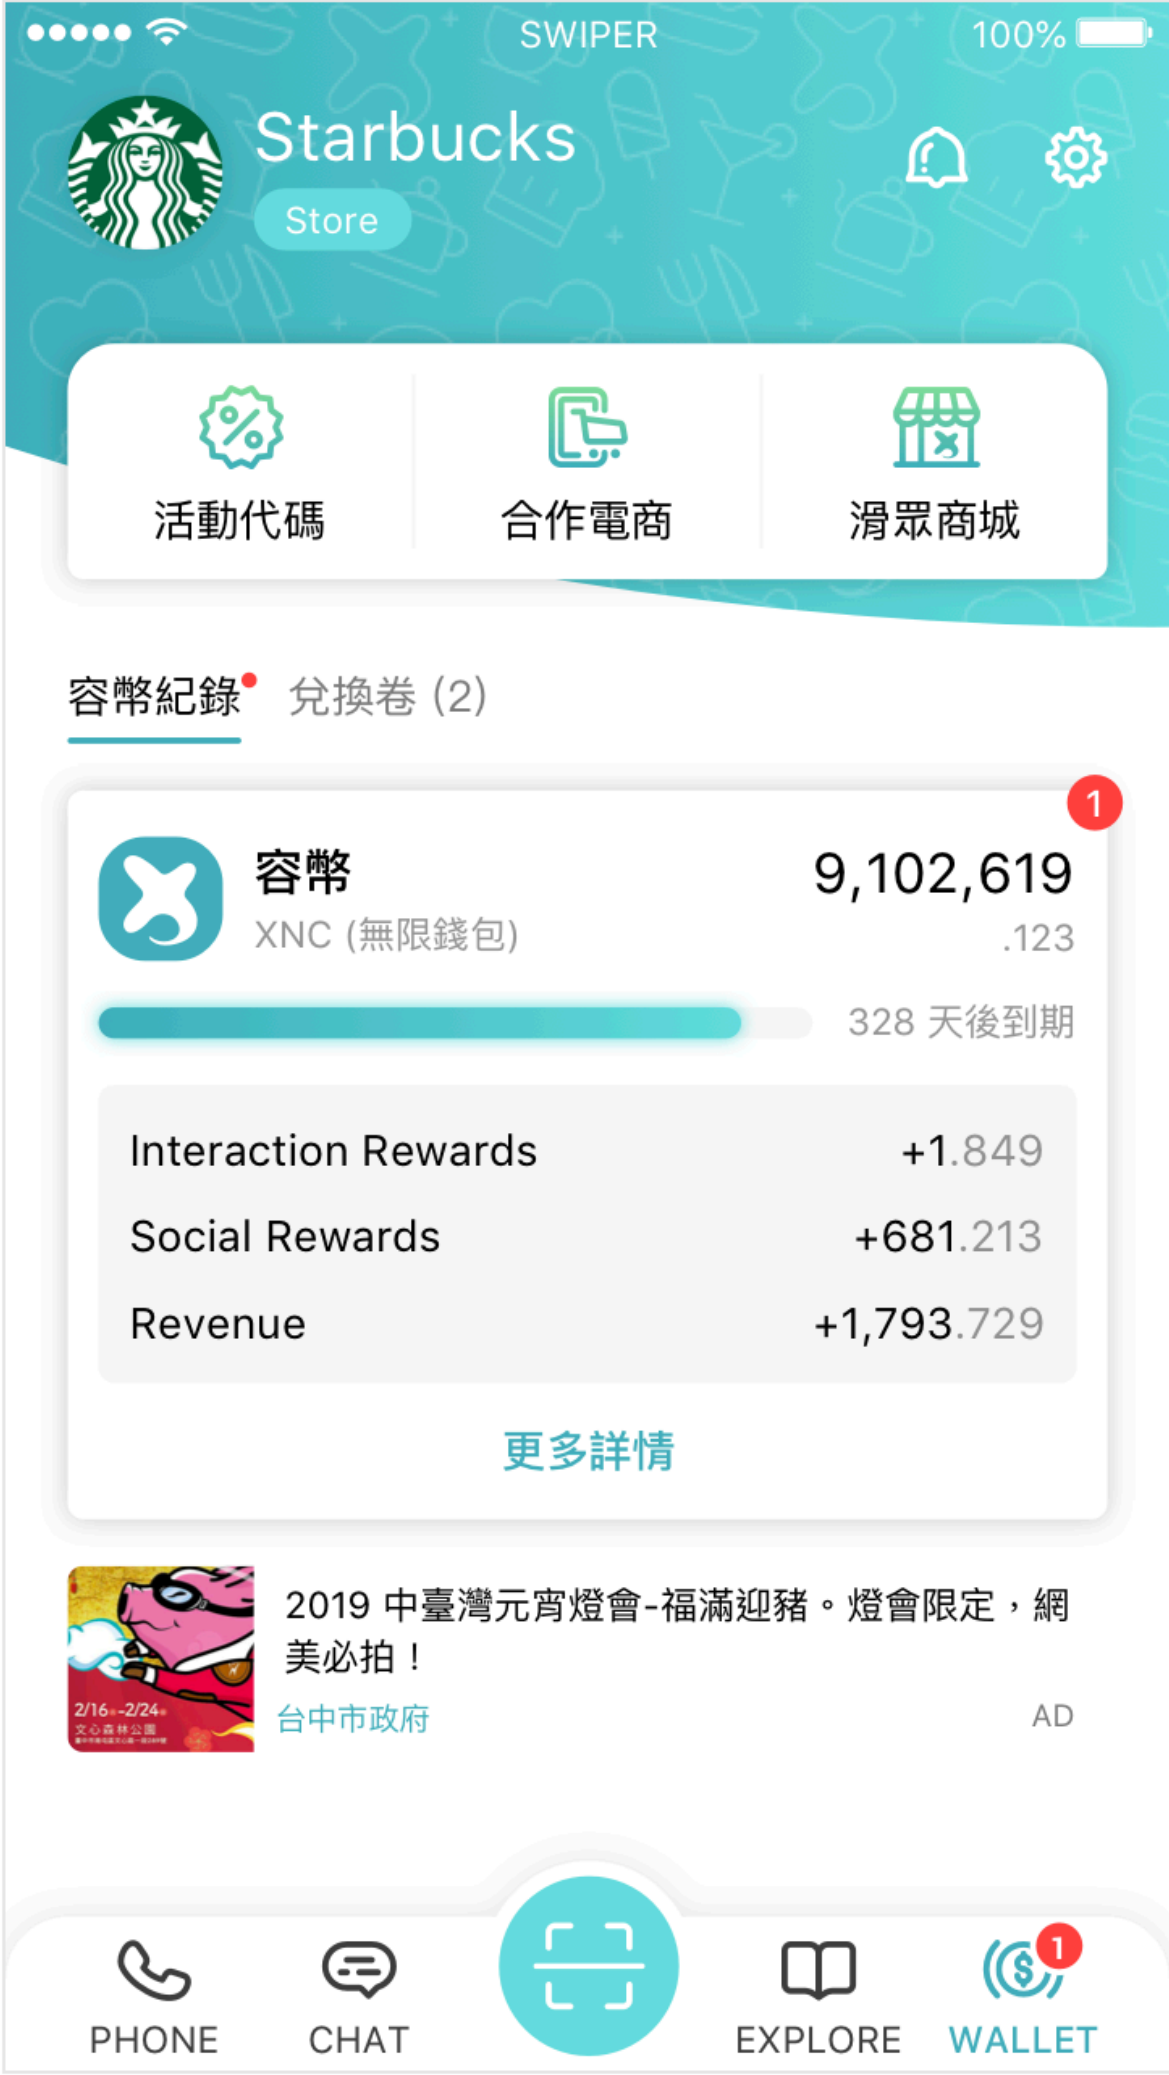 SWIPER
100%
Starbucks
Store
活動代碼
合作電商
滑眾商城
容幣紀錄
兌換卷 (2)
1
容幣
9,102,619
XNC (無限錢包)
.123
328 天後到期
Interaction Rewards
+1.849
Social Rewards
+681.213
Revenue
+1,793.729
更多詳情
2019 中臺灣元宵燈會-福滿迎豬。燈會限定，網
美必拍！
台中市政府
AD
2/16 -2/24
文心森林公園
1
PHONE
CHAT
EXPLORE
WALLET